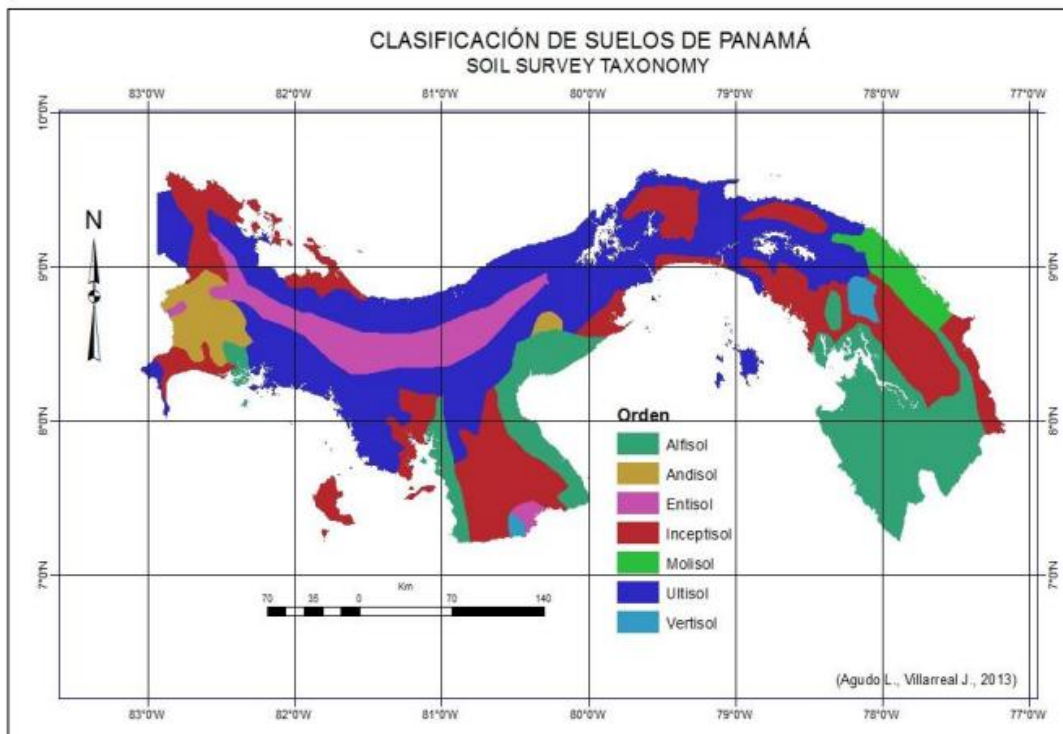 CLASIFICACIÓN DE SUELOS DE PANAMÁ
SOIL SURVEY TAXONOMY
83°0'W 82°0'W 81°0'W 80°0'W 79°0'W 78°0'W 77°0'W
10°0'N
10°0'N
N
9°0'N
9°0'N
8°0'N
8°0'N
Orden
Alfisol
Andisol
Entisol
Inceptisol
Molisol
Ultisol
Vertisol
7°0'N
7°0'N
Km
70 35 0 70 140
(Agudo L., Villarreal J., 2013)
83°0'W 82°0'W 81°0'W 80°0'W 79°0'W 78°0'W 77°0'W